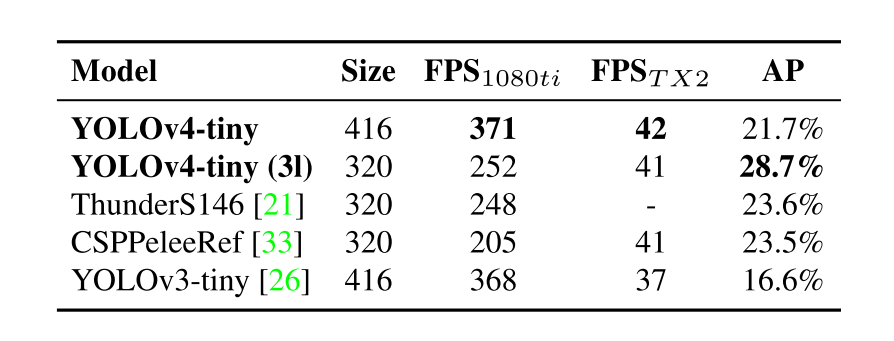 Model Size FPS1080ti FPSTX2 AP
YOLOv4-tiny 416 371 42 21.7%
YOLOv4-tiny (3l) 320 252 41 28.7%
ThunderS146 [21] 320 248 - 23.6%
CSPPeleeRef [33] 320 205 41 23.5%
YOLOv3-tiny [26] 416 368 37 16.6%